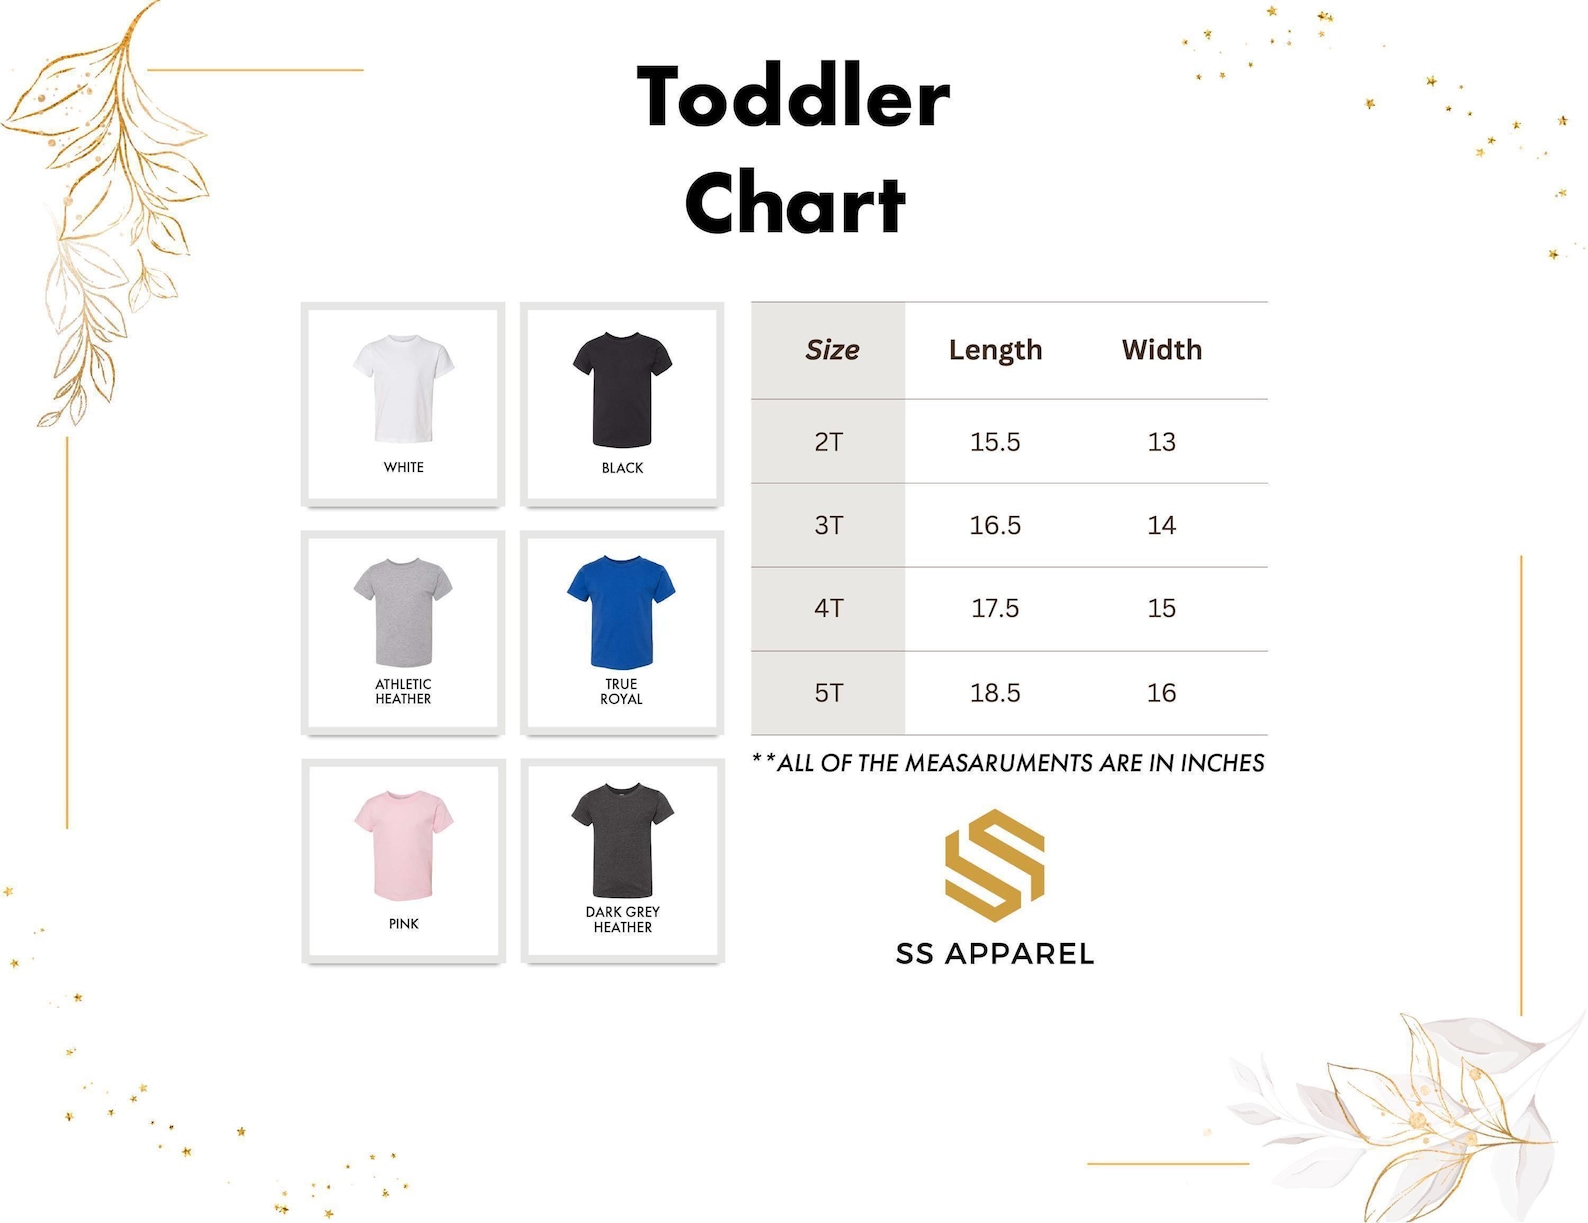 Toddler
Chart
WHITE
BLACK
ATHLETIC
HEATHER
TRUE
ROYAL
PINK
DARK GREY
HEATHER
Size Length Width
2T 15.5 13
3T 16.5 14
4T 17.5 15
5T 18.5 16
**ALL OF THE MEASARUMENTS ARE IN INCHES
SS APPAREL